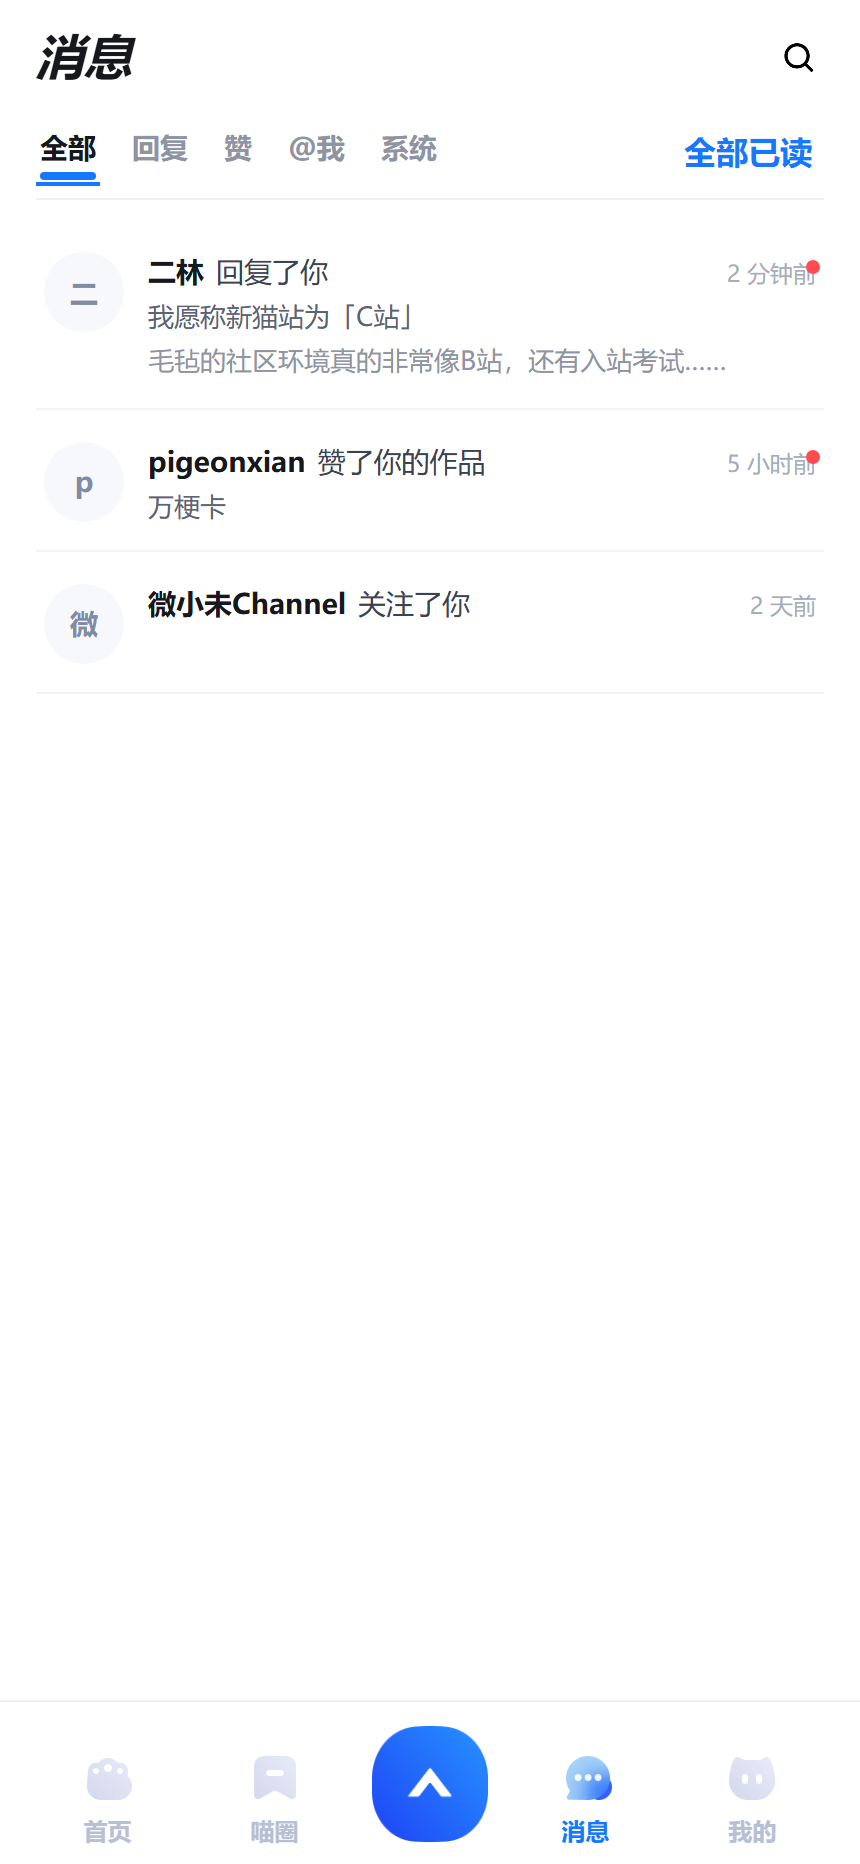 消息
全部 回复 赞 @我 系统 全部已读
二 二林 回复了你 2 分钟前
我愿称新猫站为「C站」
毛毡的社区环境真的非常像B站，还有入站考试......
p pigeonxian 赞了你的作品 5 小时前
万梗卡
微 微小未Channel 关注了你 2 天前
首页 喵圈 消息 我的